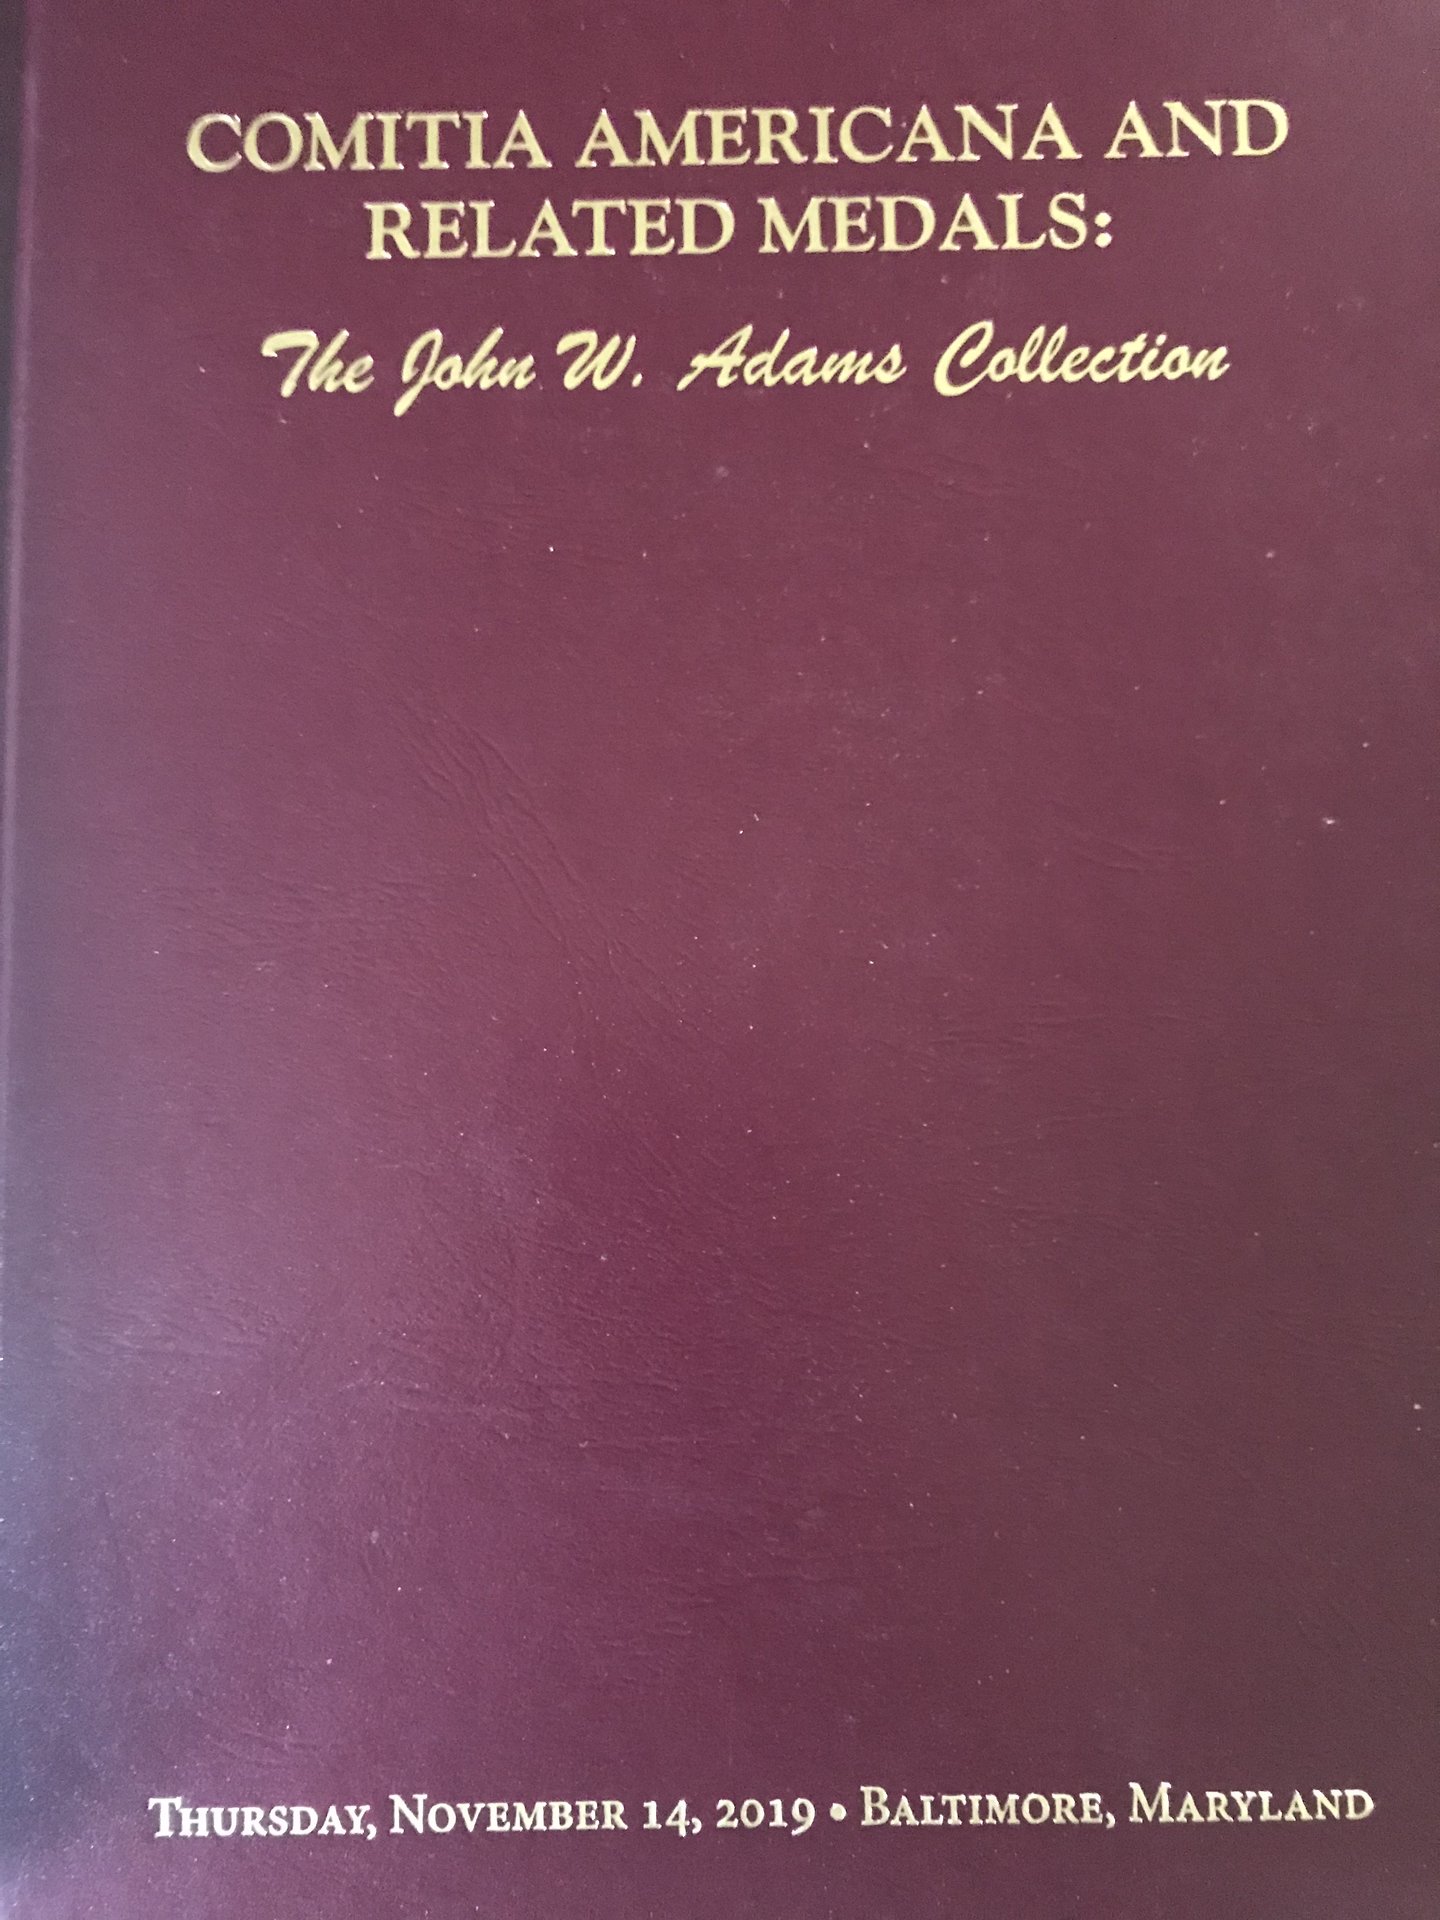 COMITIA AMERICANA AND
RELATED MEDALS:
The John W. Adams Collection
THURSDAY, NOVEMBER 14, 2019 • BALTIMORE, MARYLAND